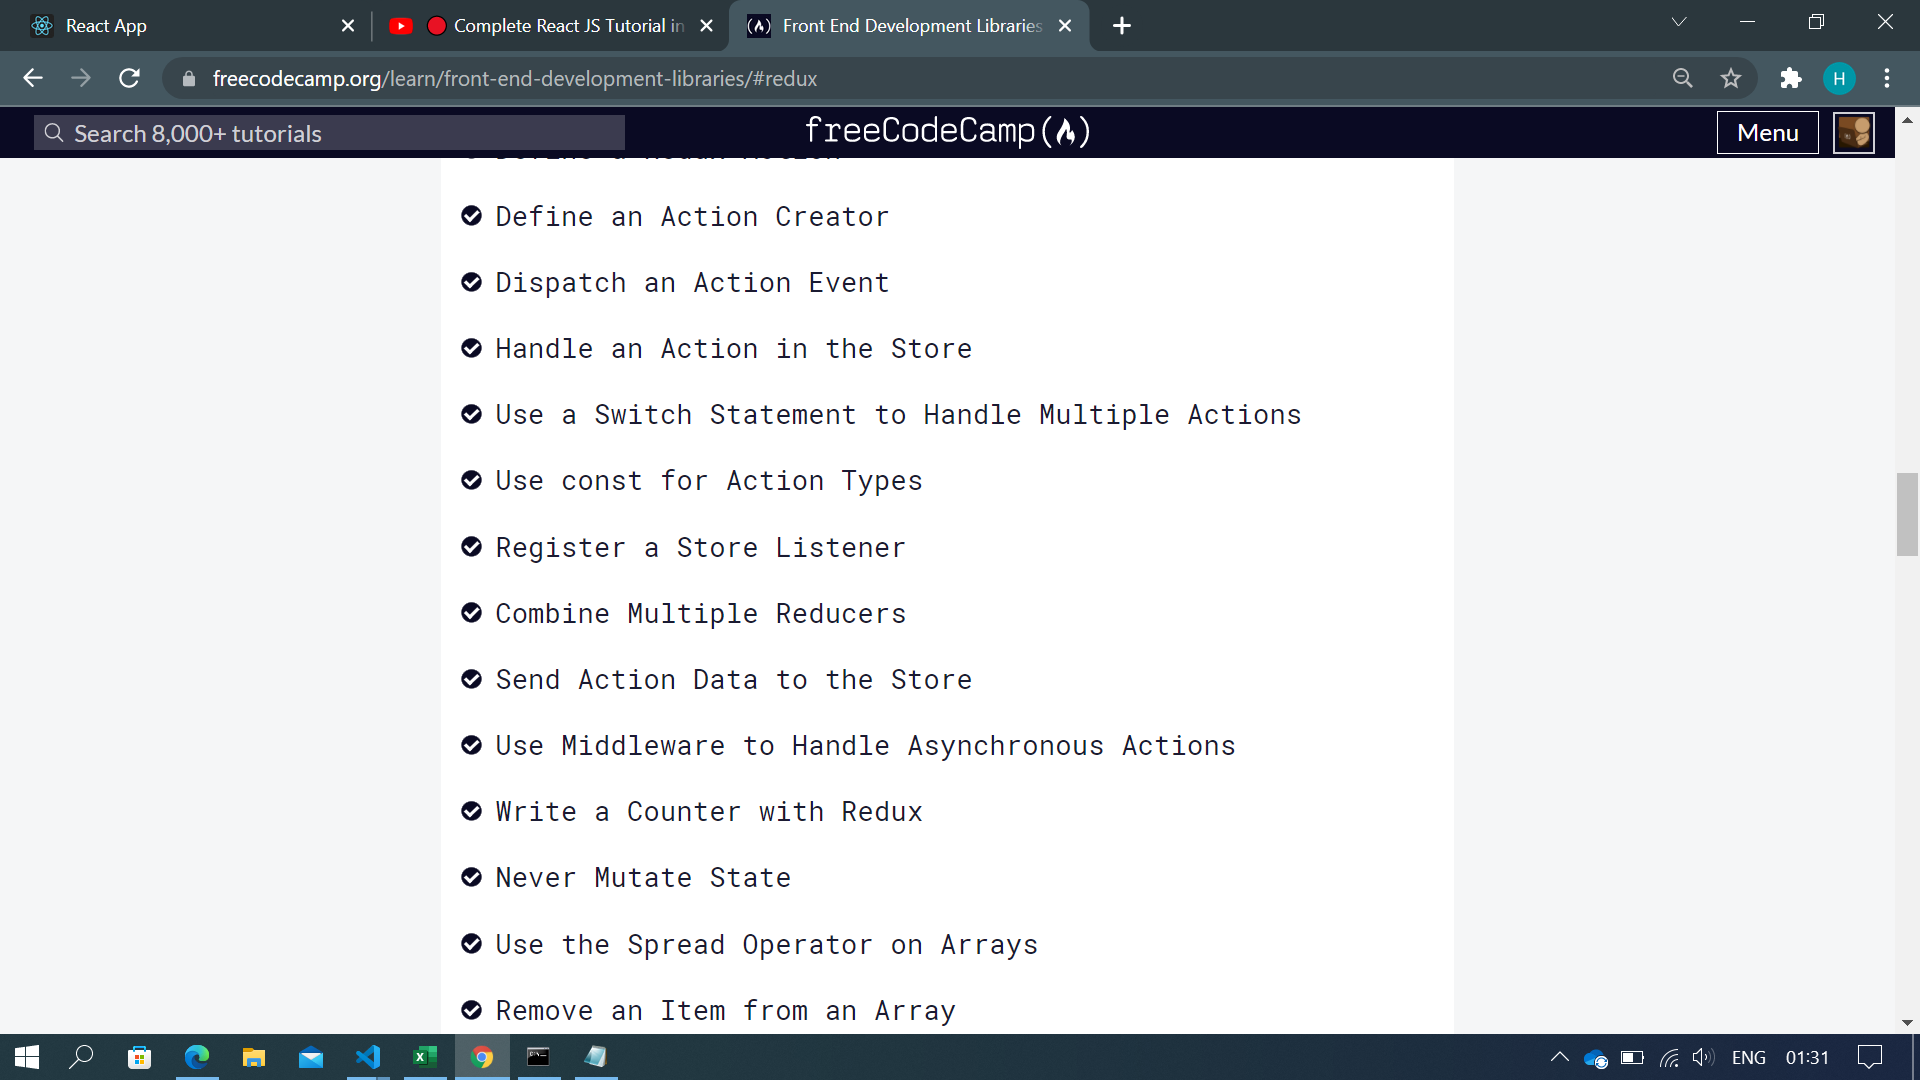 React App
Complete React JS Tutorial in
Front End Development Libraries
freecodecamp.org/learn/front-end-development-libraries/#redux
H
Search 8,000+ tutorials
freeCodeCamp
Menu
Define an Action Creator
Dispatch an Action Event
Handle an Action in the Store
Use a Switch Statement to Handle Multiple Actions
Use const for Action Types
Register a Store Listener
Combine Multiple Reducers
Send Action Data to the Store
Use Middleware to Handle Asynchronous Actions
Write a Counter with Redux
Never Mutate State
Use the Spread Operator on Arrays
Remove an Item from an Array
ENG
01:31